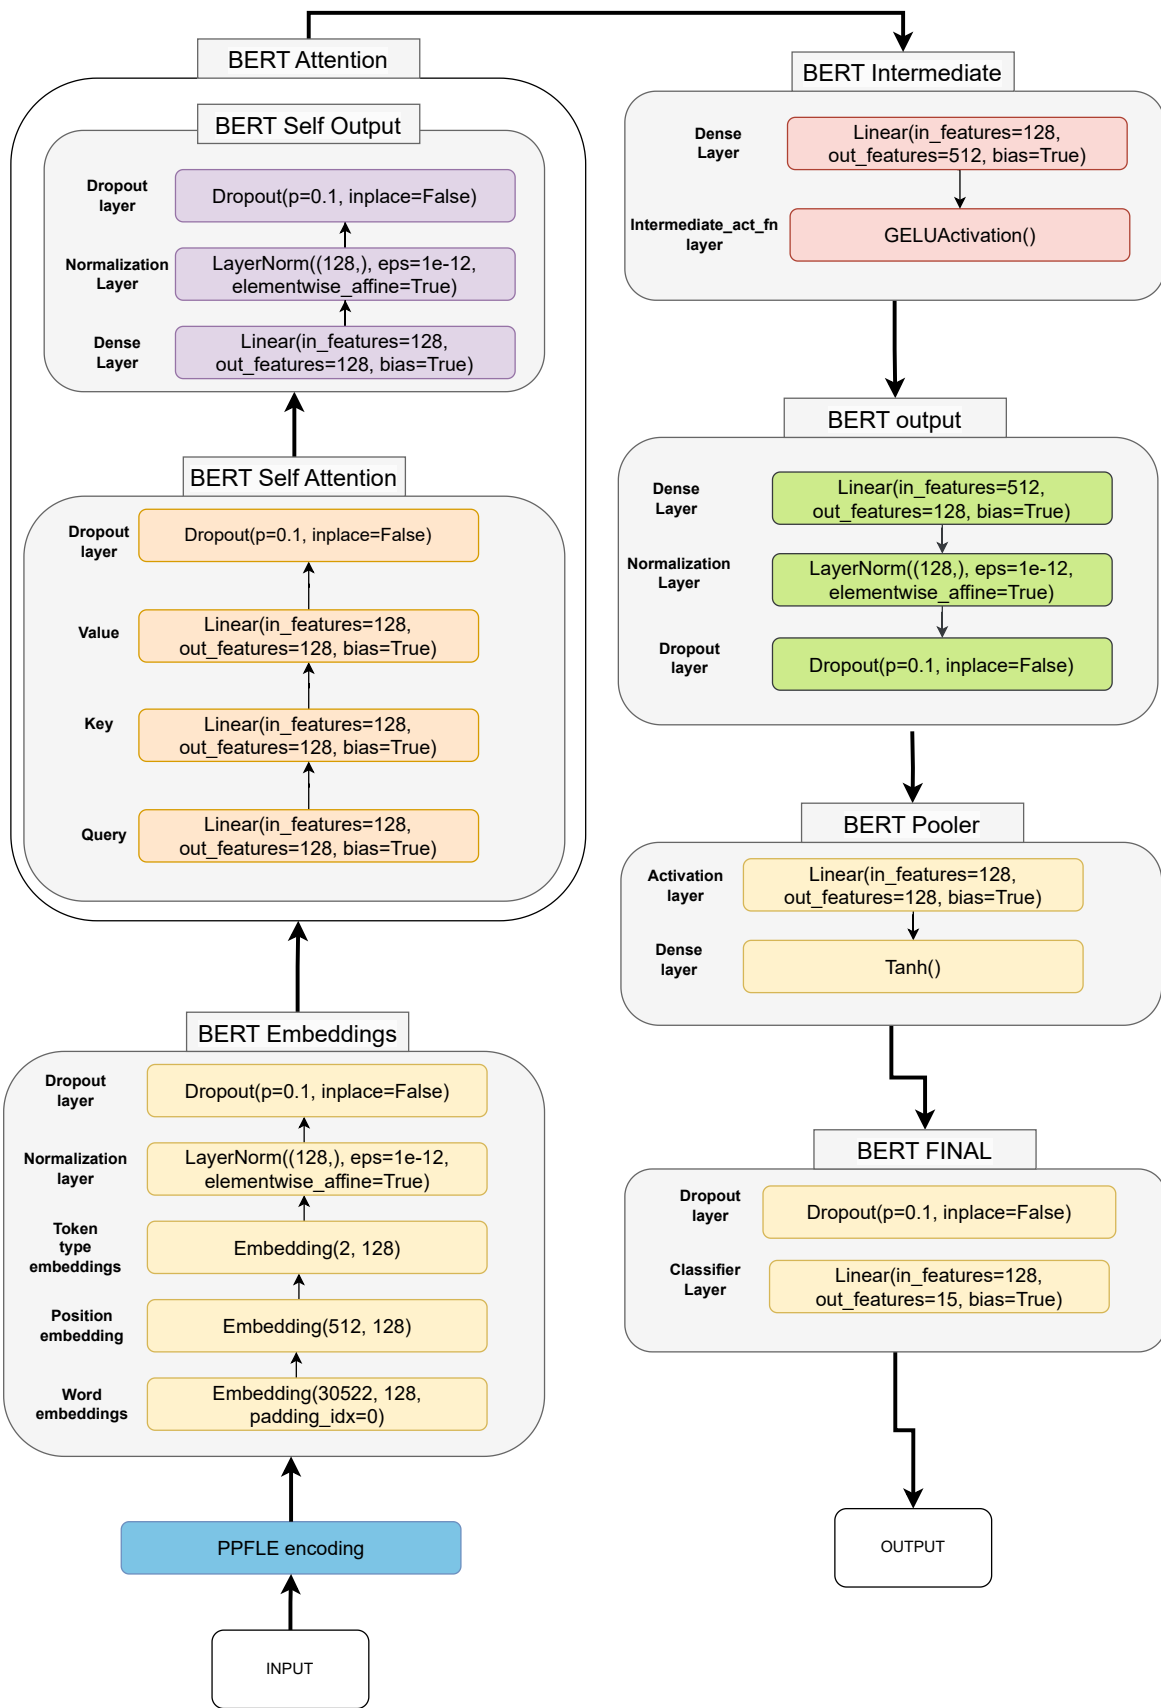 BERT Attention
BERT Self Output
Dropout
layer
Dropout(p=0.1, inplace=False)
Normalization
Layer
LayerNorm((128,), eps=1e-12,
elementwise_affine=True)
Dense
Layer
Linear(in_features=128,
out_features=128, bias=True)
BERT Self Attention
Dropout
layer
Dropout(p=0.1, inplace=False)
Value
Linear(in_features=128,
out_features=128, bias=True)
Key
Linear(in_features=128,
out_features=128, bias=True)
Query
Linear(in_features=128,
out_features=128, bias=True)
BERT Embeddings
Dropout
layer
Dropout(p=0.1, inplace=False)
Normalization
layer
LayerNorm((128,), eps=1e-12,
elementwise_affine=True)
Token
type
embeddings
Embedding(2, 128)
Position
embedding
Embedding(512, 128)
Word
embeddings
Embedding(30522, 128,
padding_idx=0)
PPFLE encoding
INPUT
BERT Intermediate
Dense
Layer
Linear(in_features=128,
out_features=512, bias=True)
Intermediate_act_fn
layer
GELUActivation()
BERT output
Dense
Layer
Linear(in_features=512,
out_features=128, bias=True)
Normalization
Layer
LayerNorm((128,), eps=1e-12,
elementwise_affine=True)
Dropout
layer
Dropout(p=0.1, inplace=False)
BERT Pooler
Activation
layer
Linear(in_features=128,
out_features=128, bias=True)
Dense
layer
Tanh()
BERT FINAL
Dropout
layer
Dropout(p=0.1, inplace=False)
Classifier
Layer
Linear(in_features=128,
out_features=15, bias=True)
OUTPUT